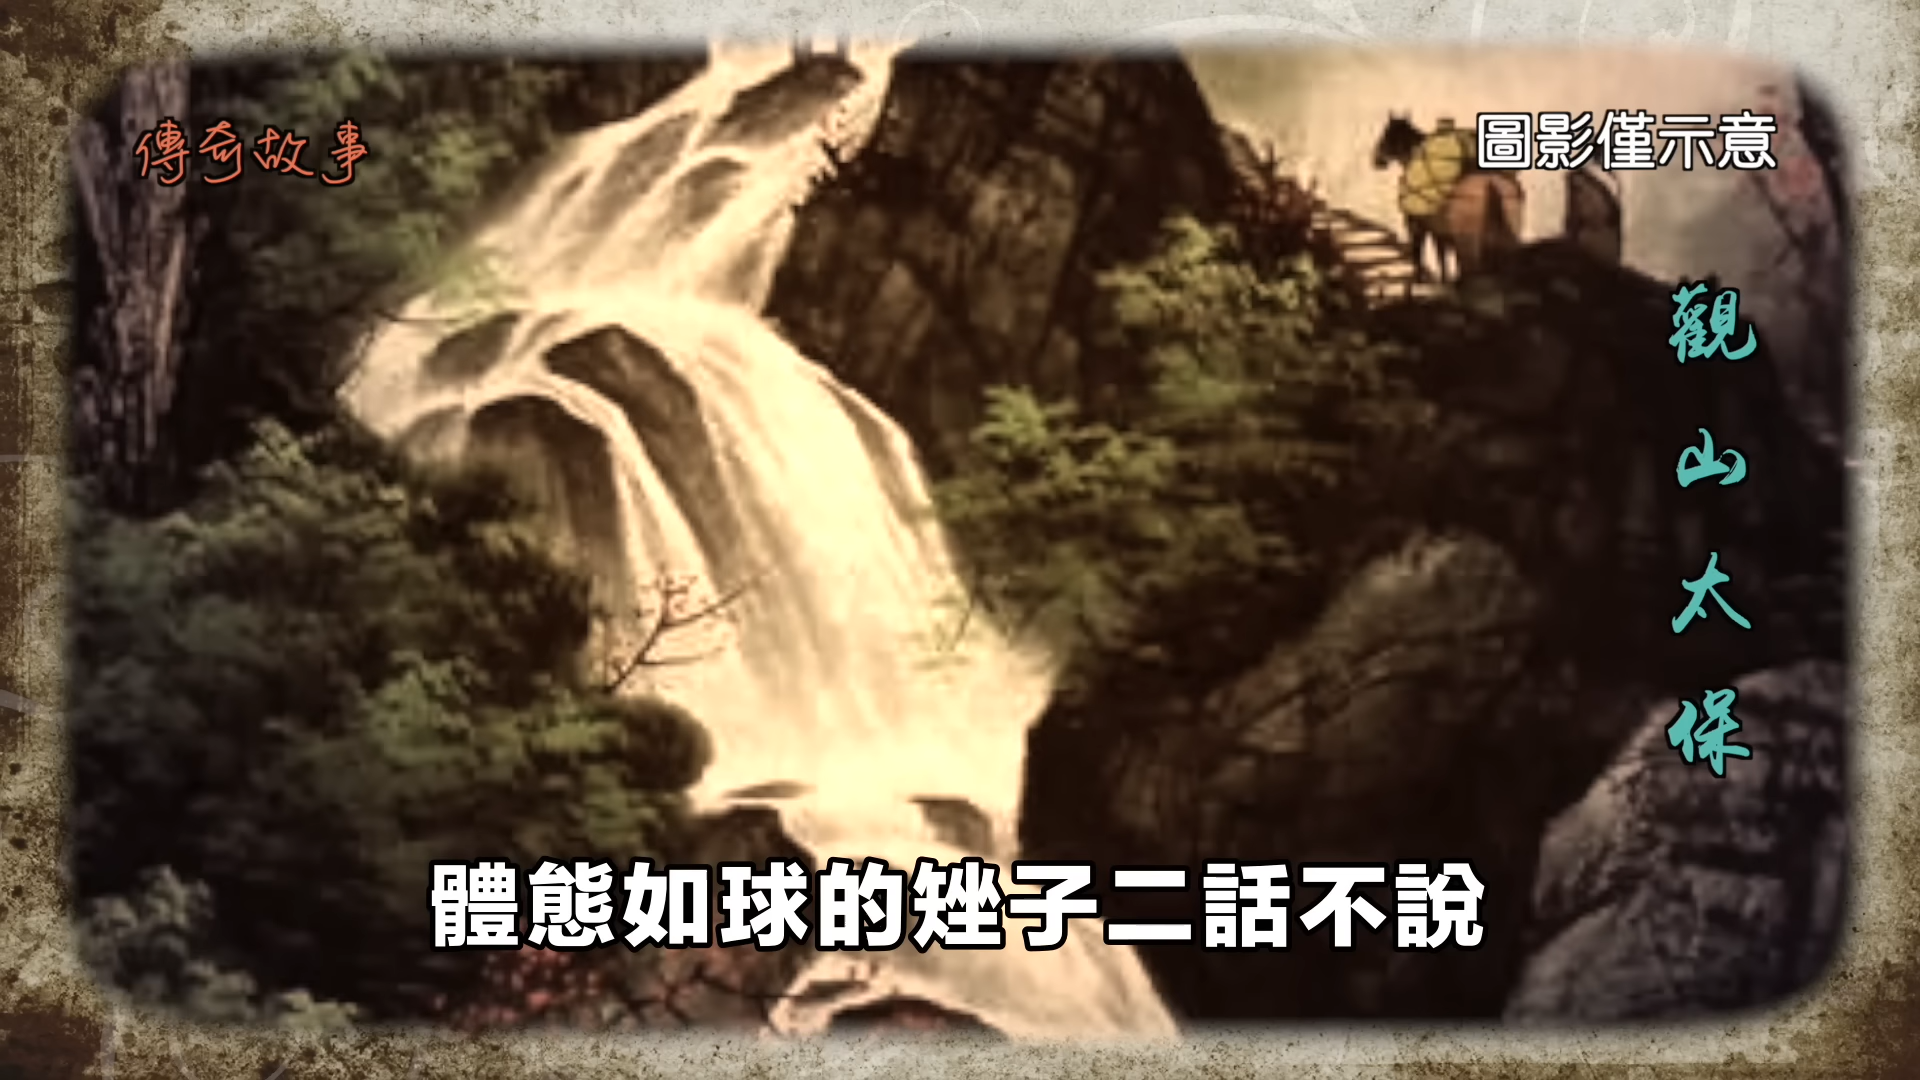 傳奇故事
圖影僅示意
觀山太保
體態如球的矬子二話不說